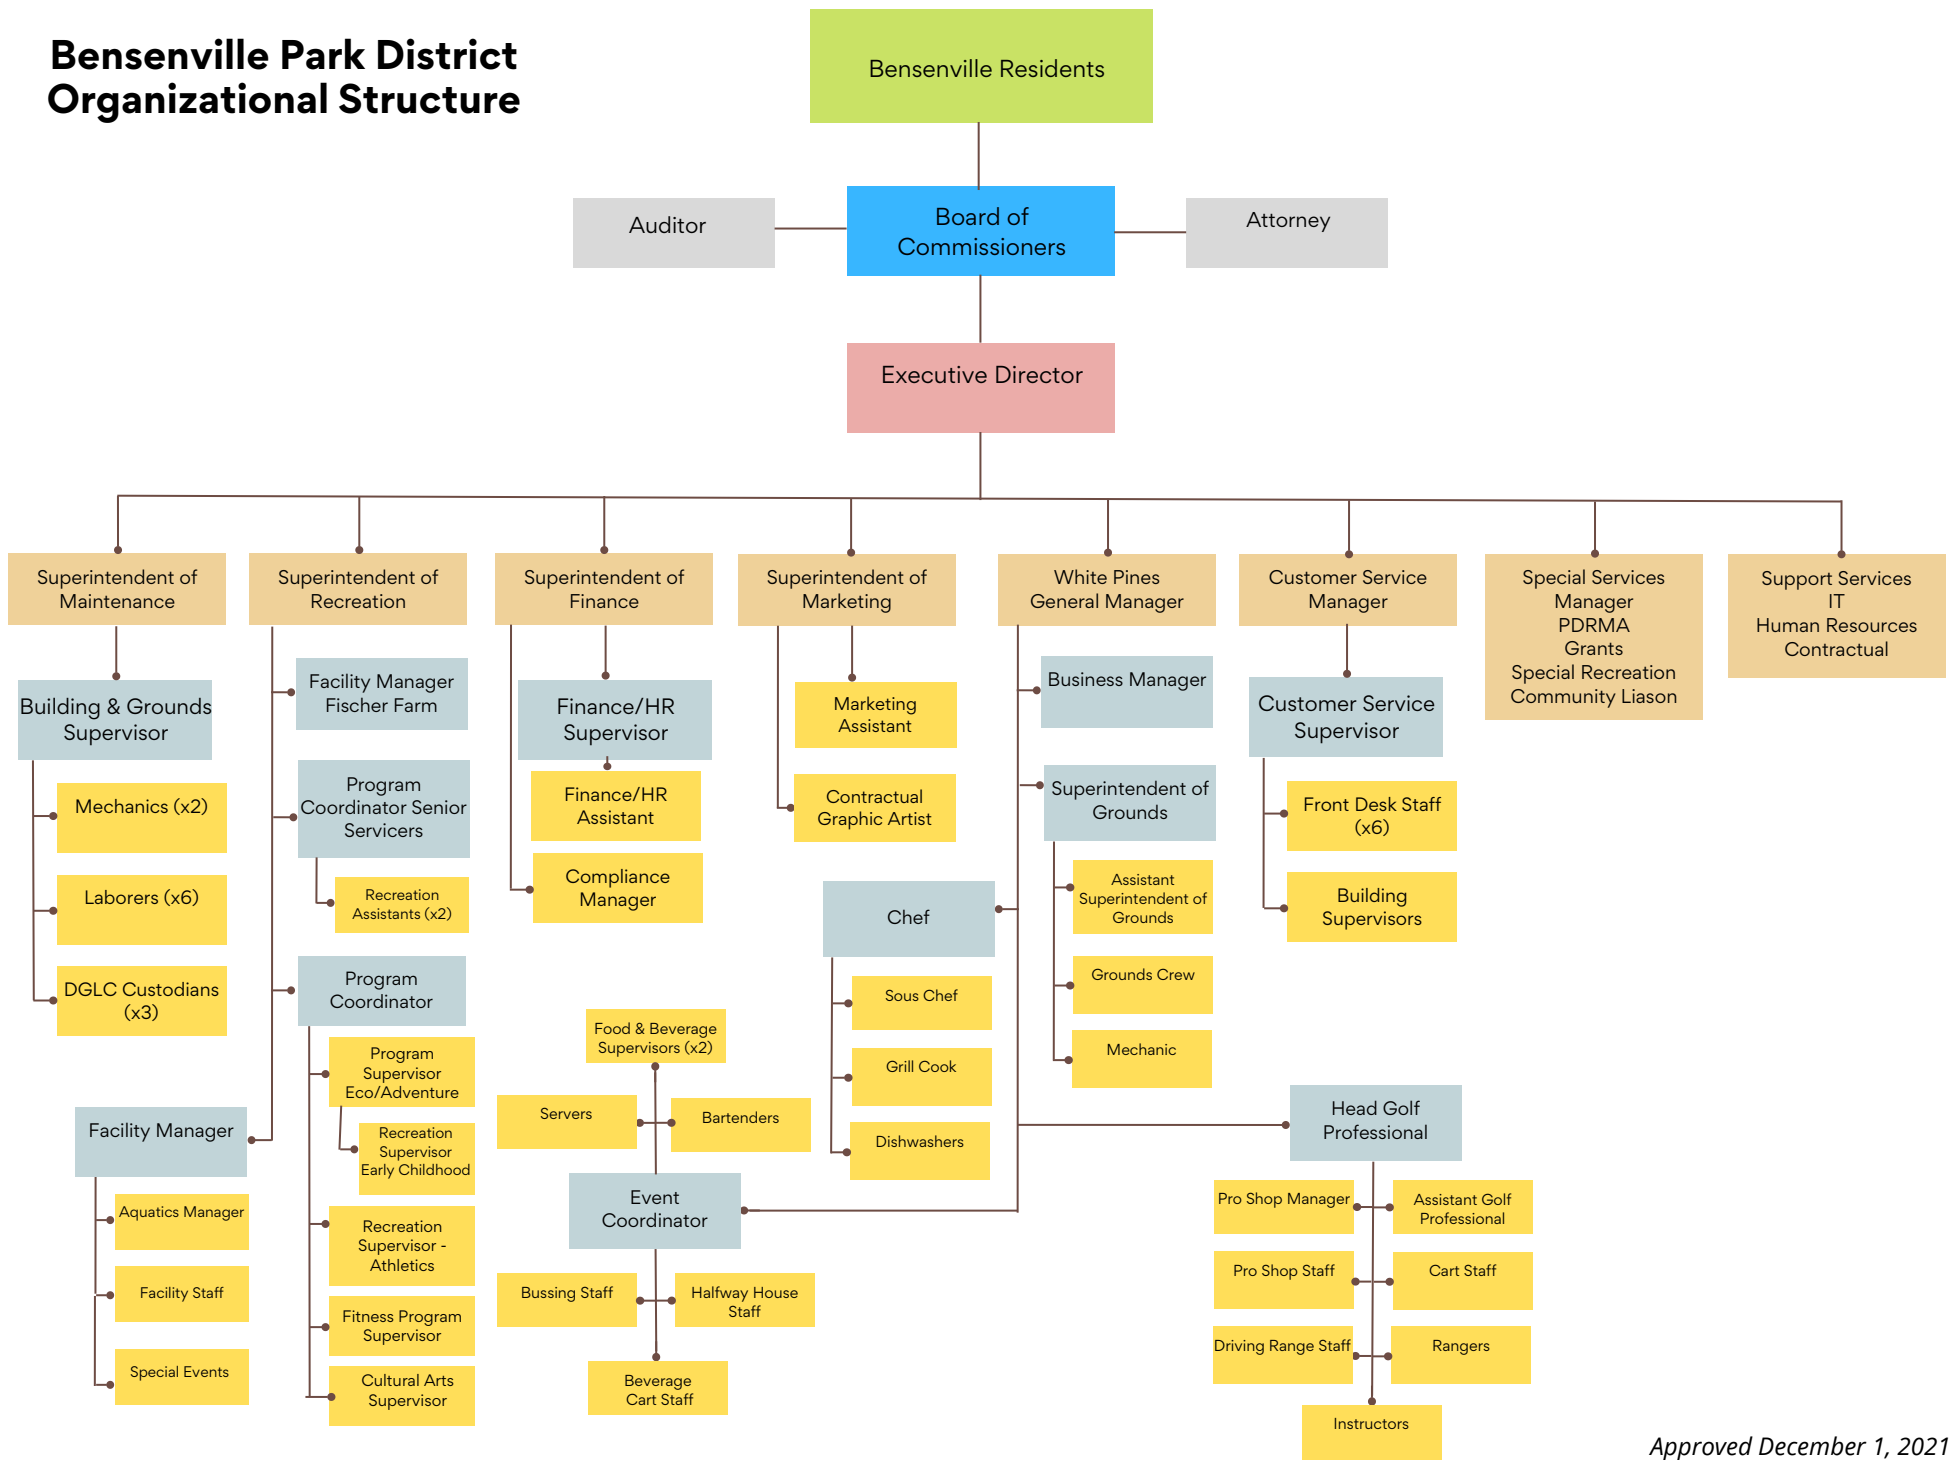 Bensenville Park District
Organizational Structure
Bensenville Residents
Auditor
Board of
Commissioners
Attorney
Executive Director
Superintendent of
Maintenance
Superintendent of
Recreation
Superintendent of
Finance
Superintendent of
Marketing
White Pines
General Manager
Customer Service
Manager
Special Services
Manager
PDRMA
Grants
Special Recreation
Community Liason
Support Services
IT
Human Resources
Contractual
Building & Grounds
Supervisor
Mechanics (x2)
Laborers (x6)
DGLC Custodians
(x3)
Facility Manager
Fischer Farm
Program
Coordinator Senior
Servicers
Recreation
Assistants (x2)
Program
Coordinator
Program
Supervisor
Eco/Adventure
Recreation
Supervisor
Early Childhood
Recreation
Supervisor -
Athletics
Fitness Program
Supervisor
Cultural Arts
Supervisor
Facility Manager
Aquatics Manager
Facility Staff
Special Events
Finance/HR
Supervisor
Finance/HR
Assistant
Compliance
Manager
Marketing
Assistant
Contractual
Graphic Artist
Business Manager
Superintendent of
Grounds
Assistant
Superintendent of
Grounds
Grounds Crew
Mechanic
Chef
Sous Chef
Grill Cook
Dishwashers
Food & Beverage
Supervisors (x2)
Servers
Bartenders
Event
Coordinator
Bussing Staff
Halfway House
Staff
Beverage
Cart Staff
Customer Service
Supervisor
Front Desk Staff
(x6)
Building
Supervisors
Head Golf
Professional
Pro Shop Manager
Assistant Golf
Professional
Pro Shop Staff
Cart Staff
Driving Range Staff
Rangers
Instructors
Approved December 1, 2021